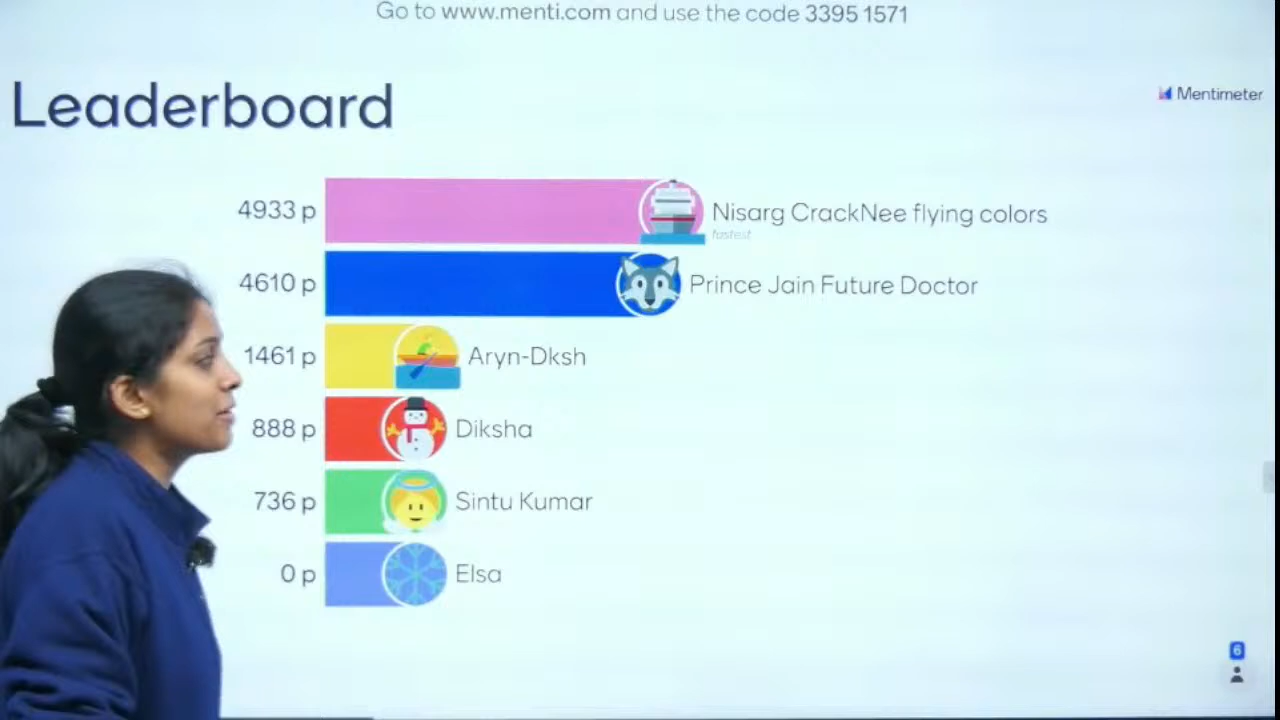 Go to www.menti.com and use the code 3395 1571
Leaderboard
Mentimeter
4933 p Nisarg CrackNee flying colors
fastest
4610 p Prince Jain Future Doctor
1461 p Aryn-Dksh
888 p Diksha
736 p Sintu Kumar
0 p Elsa
6